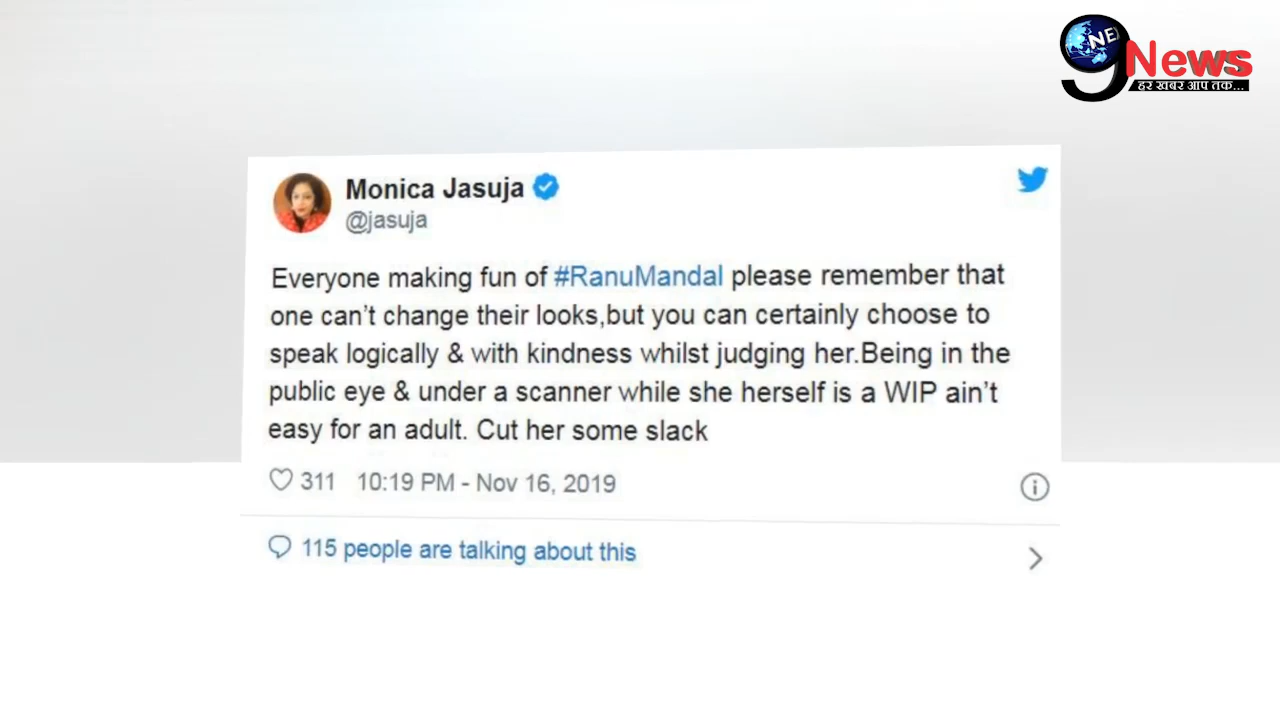 NE
9News
हर खबर आप तक...
Monica Jasuja
@jasuja
Everyone making fun of #RanuMandal please remember that
one can't change their looks,but you can certainly choose to
speak logically & with kindness whilst judging her.Being in the
public eye & under a scanner while she herself is a WIP ain't
easy for an adult. Cut her some slack
311 10:19 PM - Nov 16, 2019
115 people are talking about this